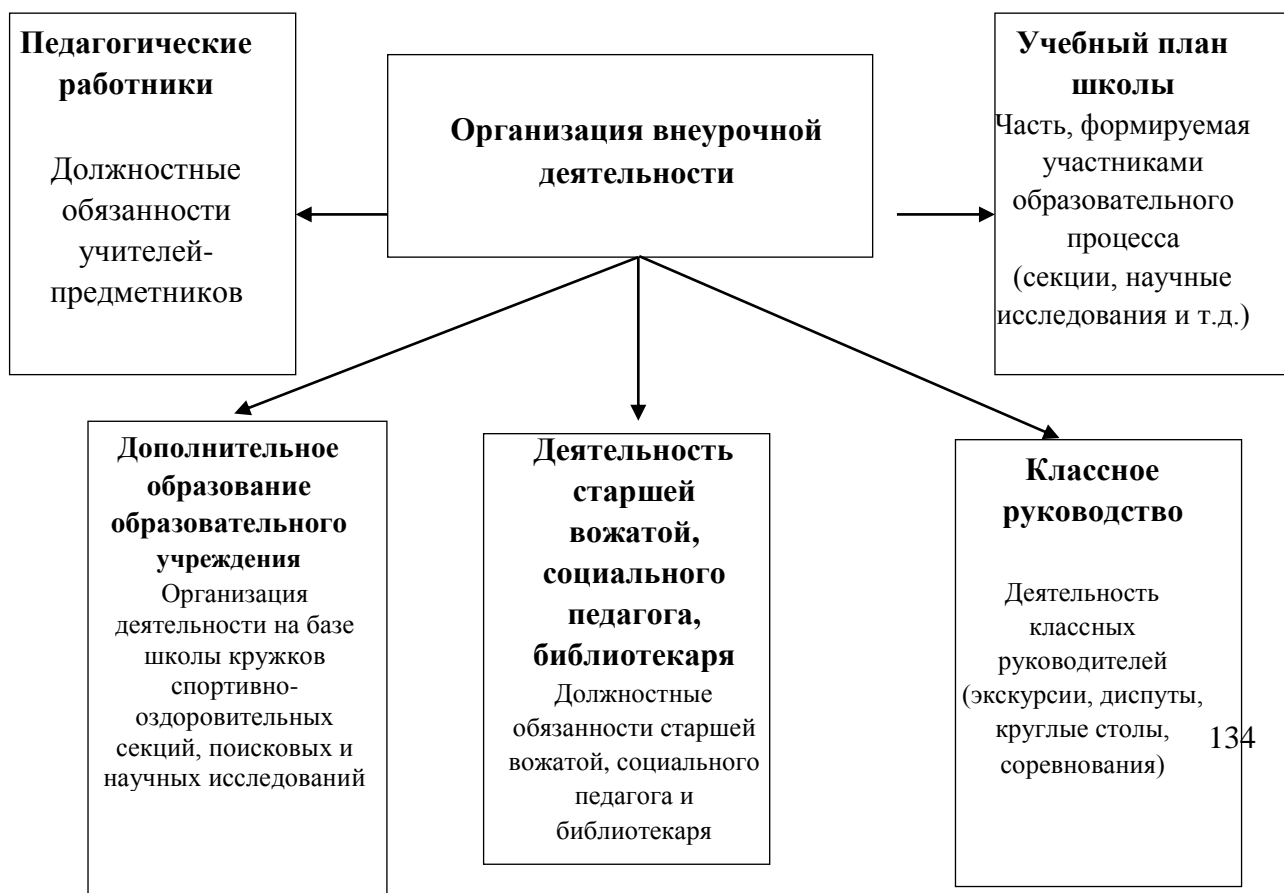 Педагогические
работники
Должностные
обязанности
учителей-
предметников
Организация внеурочной
деятельности
Учебный план
школы
Часть, формируемая
участниками
образовательного
процесса
(секции, научные
исследования и т.д.)
Дополнительное
образование
образовательного
учреждения
Организация
деятельности на базе
школы кружков
спортивно-
оздоровительных
секций, поисковых и
научных исследований
Деятельность
старшей
вожатой,
социального
педагога,
библиотекаря
Должностные
обязанности старшей
вожатой, социального
педагога и
библиотекаря
Классное
руководство
Деятельность
классных
руководителей
(экскурсии, диспуты,
круглые столы,
соревнования)
134